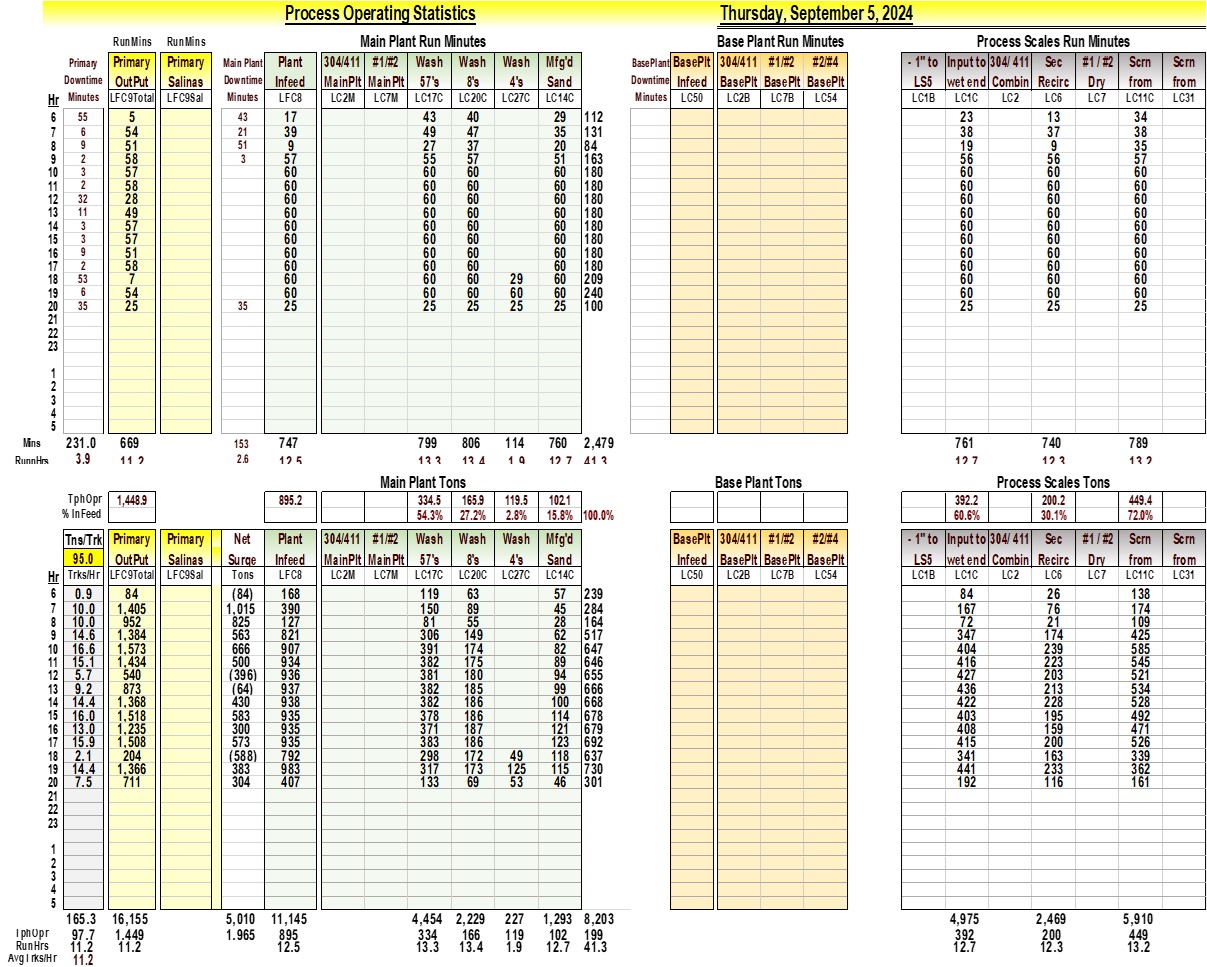 Process Operating Statistics Thursday, September 5, 2024
RunMins RunMins Main Plant Run Minutes Base Plant Run Minutes Process Scales Run Minutes
Primary Primary Primary Main Plant Plant 304/411 #1/#2 Wash Wash Wash Mfg'd BasePlant BasePlt 304/411 #1/#2 #2/#4 - 1" to Input to 304/ 411 Sec #1 / #2 Scrn Scrn
Downtime OutPut Salinas Downtime Infeed MainPlt MainPlt 57's 8's 4's Sand Downtime Infeed BasePlt BasePlt BasePlt LS5 wet end Combin Recirc Dry from from
Hr Minutes LFC9Total LFC9Sal Minutes LFC8 LC2M LC7M LC17C LC20C LC27C LC14C Minutes LC50 LC2B LC7B LC54 LC1B LC1C LC2 LC6 LC7 LC11C LC31
6 55 5 43 17 43 40 29 112 23 13 34
7 6 54 21 39 49 47 35 131 38 37 38
8 9 51 51 9 27 37 20 84 19 9 35
9 2 58 3 57 55 57 51 163 56 56 57
10 3 57 60 60 60 60 180 60 60 60
11 2 58 60 60 60 60 180 60 60 60
12 32 28 60 60 60 60 180 60 60 60
13 11 49 60 60 60 60 180 60 60 60
14 3 57 60 60 60 60 180 60 60 60
15 3 57 60 60 60 60 180 60 60 60
16 9 51 60 60 60 60 180 60 60 60
17 2 58 60 60 60 60 180 60 60 60
18 53 7 60 60 60 29 60 209 60 60 60
19 6 54 60 60 60 60 60 240 60 60 60
20 35 25 35 25 25 25 25 25 100 25 25 25
21
22
23
1
2
3
4
5
Mins 231.0 669 153 747 799 806 114 760 2,479 761 740 789
RunnHrs 3.9 11.2 2.6 12.5 13.3 13.4 1.9 12.7 41.3 12.7 12.3 13.2
Main Plant Tons Base Plant Tons Process Scales Tons
TphOpr 1,448.9 895.2 334.5 165.9 119.5 102.1 392.2 200.2 449.4
% InFeed 54.3% 27.2% 2.8% 15.8% 100.0% 60.6% 30.1% 72.0%
Tns/Trk Primary Primary Net Plant 304/411 #1/#2 Wash Wash Wash Mfg'd BasePlt 304/411 #1/#2 #2/#4 - 1" to Input to 304/ 411 Sec #1 / #2 Scrn Scrn
95.0 OutPut Salinas Surge Infeed MainPlt MainPlt 57's 8's 4's Sand Infeed BasePlt BasePlt BasePlt LS5 wet end Combin Recirc Dry from from
Hr Trks/Hr LFC9Total LFC9Sal Tons LFC8 LC2M LC7M LC17C LC20C LC27C LC14C LC50 LC2B LC7B LC54 LC1B LC1C LC2 LC6 LC7 LC11C LC31
6 0.9 84 (84) 168 119 63 57 239 84 26 138
7 10.0 1,405 1,015 390 150 89 45 284 167 76 174
8 10.0 952 825 127 81 55 28 164 72 21 109
9 14.6 1,384 563 821 306 149 62 517 347 174 425
10 16.6 1,573 666 907 391 174 82 647 404 239 585
11 15.1 1,434 500 934 382 175 89 646 416 223 545
12 5.7 540 (396) 936 381 180 94 655 427 203 521
13 9.2 873 (64) 937 382 185 99 666 436 213 534
14 14.4 1,368 430 938 382 186 100 668 422 228 528
15 16.0 1,518 583 935 378 186 114 678 403 195 492
16 13.0 1,235 300 935 371 187 121 679 408 159 471
17 15.9 1,508 573 935 383 186 123 692 415 200 526
18 2.1 204 (588) 792 298 172 49 118 637 341 163 339
19 14.4 1,366 383 983 317 173 125 115 730 441 233 362
20 7.5 711 304 407 133 69 53 46 301 192 116 161
21
22
23
1
2
3
4
5
165.3 16,155 5,010 11,145 4,454 2,229 227 1,293 8,203 4,975 2,469 5,910
TphOpr 97.7 1,449 1,965 895 334 166 119 102 199 392 200 449
RunHrs 11.2 11.2 12.5 13.3 13.4 1.9 12.7 41.3 12.7 12.3 13.2
AvgTrks/Hr 11.2